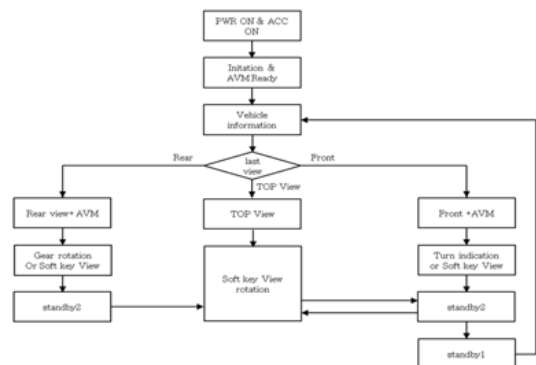 PWR ON & ACC
ON
Initation &
AVM Ready
Vehicle
information
Rear
last
view
Front
TOP View
Rear view+ AVM
TOP View
Front +AVM
Gear rotation
Or Soft key View
Soft key View
rotation
Turn indication
or Soft key View
standby2
standby2
standby1